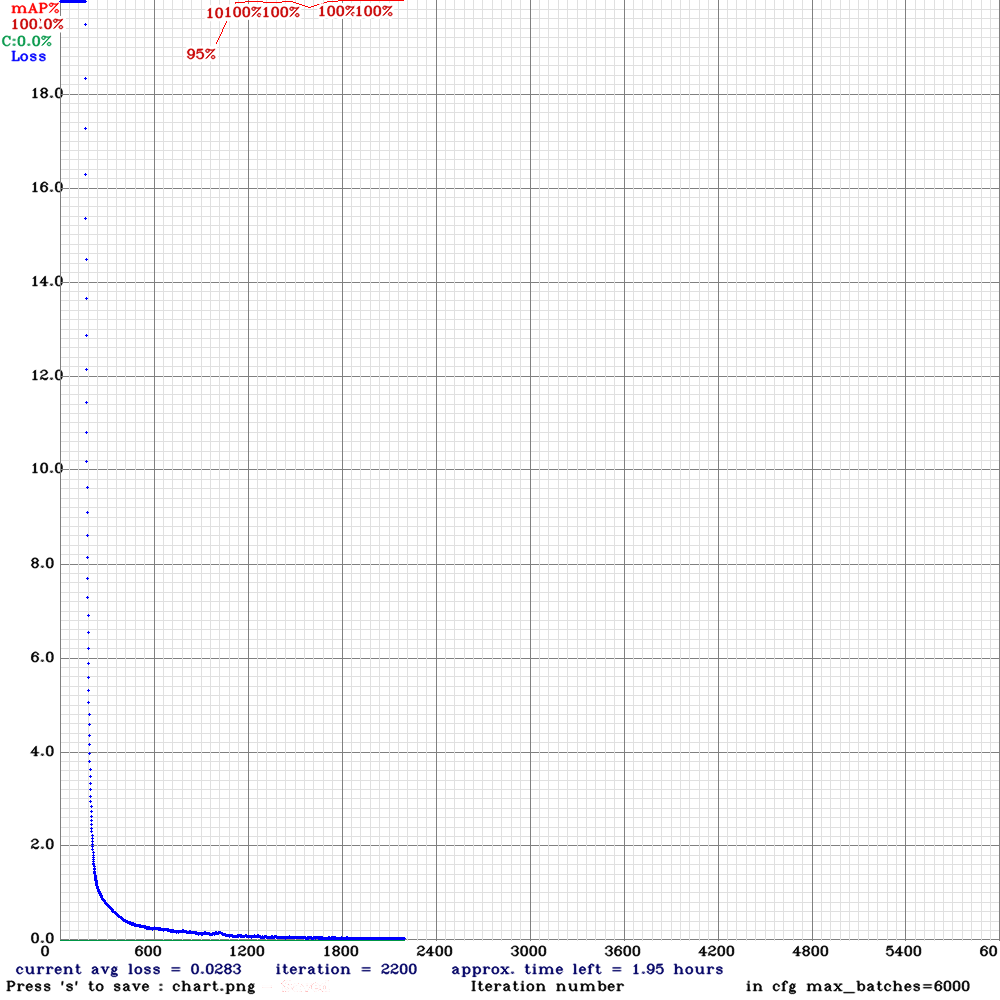 mAP%
100.0%
C:0.0%
Loss
10100%100% 100%100%
95%
18.0
16.0
14.0
12.0
10.0
8.0
6.0
4.0
2.0
0.0
0 600 1200 1800 2400 3000 3600 4200 4800 5400 60
current avg loss = 0.0283 iteration = 2200 approx. time left = 1.95 hours
Press 's' to save : chart.png Iteration number in cfg max_batches=6000